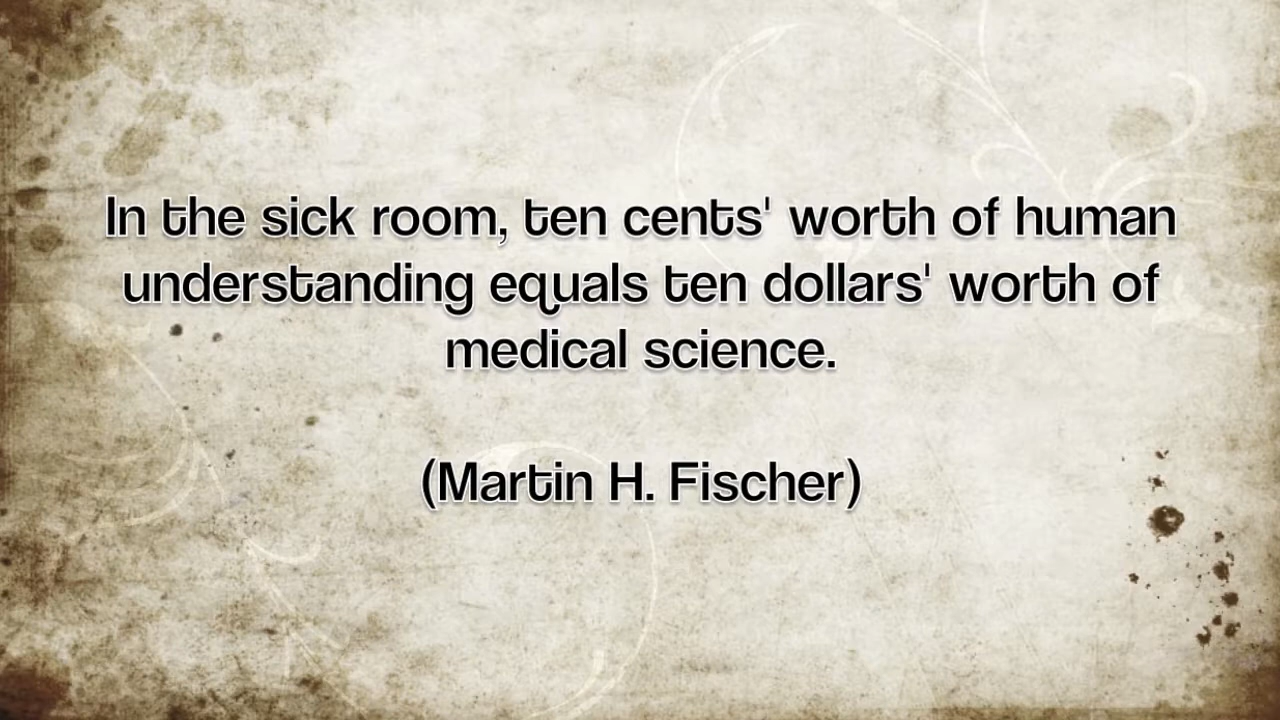 In the sick room, ten cents' worth of human
understanding equals ten dollars' worth of
medical science.
(Martin H. Fischer)